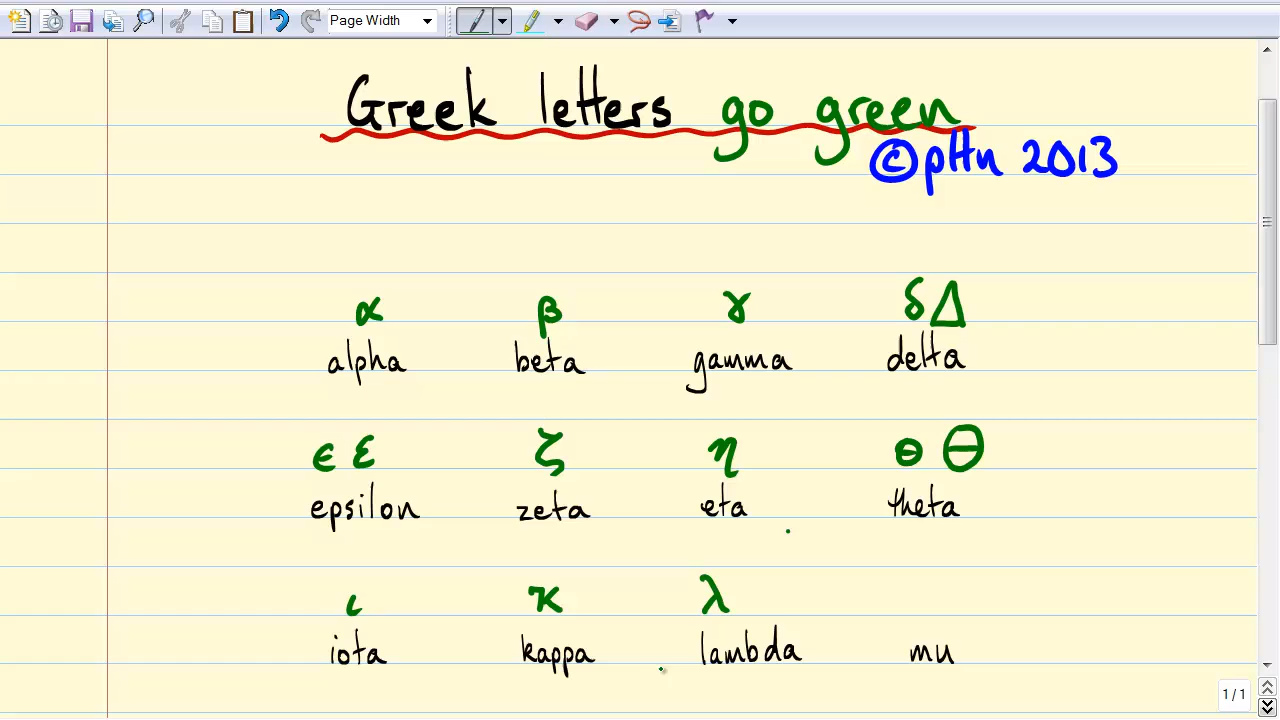 Page Width
Greek letters go green
©pHn 2013
α β γ δ Δ
alpha beta gamma delta
ϵ ε ζ η θ Θ
epsilon zeta eta theta
ι κ λ
iota kappa lambda mu
1 / 1